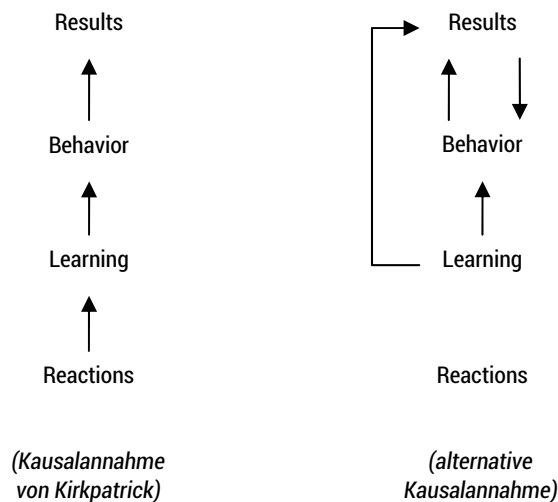 Results
Behavior
Learning
Reactions
(Kausalannahme
von Kirkpatrick)
Results
Behavior
Learning
Reactions
(alternative
Kausalannahme)